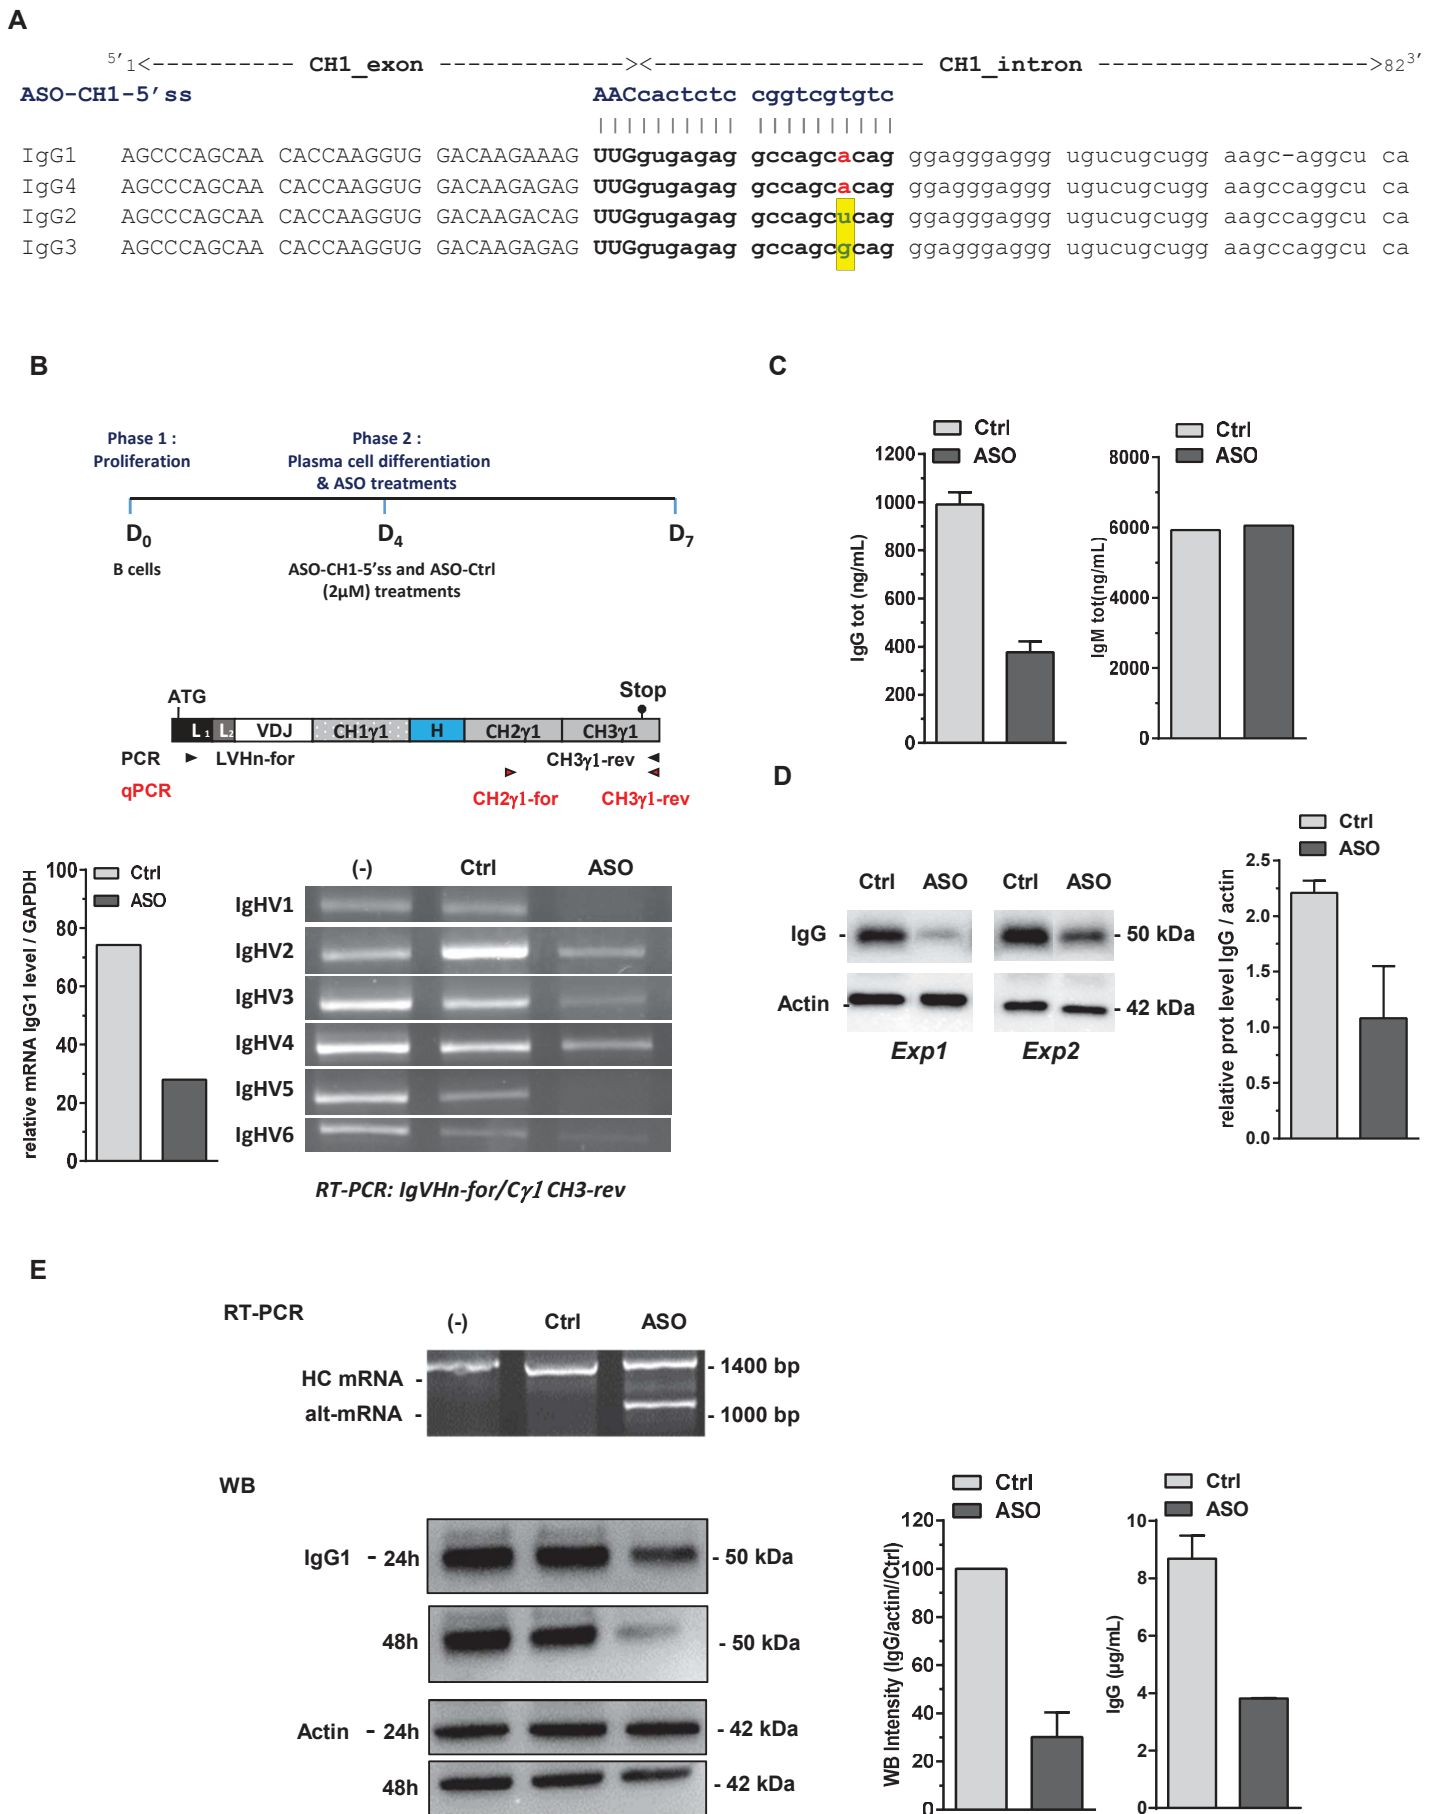 A
5' 1<---------- CH1_exon -------------><------------------- CH1_intron ------------------->82 3'
ASO-CH1-5'ss AACcactctc cggtcgtgtc
IgG1 AGCCCAGCAA CACCAAGGUG GACAAGAAAG UUGgugagag gccagcacag ggagggaggg ugucugcugg aagc-aggcu ca
IgG4 AGCCCAGCAA CACCAAGGUG GACAAGAGAG UUGgugagag gccagcacag ggagggaggg ugucugcugg aagccaggcu ca
IgG2 AGCCCAGCAA CACCAAGGUG GACAAGACAG UUGgugagag gccagcucag ggagggaggg ugucugcugg aagccaggcu ca
IgG3 AGCCCAGCAA CACCAAGGUG GACAAGAGAG UUGgugagag gccagcgcag ggagggaggg ugucugcugg aagccaggcu ca
B
Phase 1 :
Proliferation
Phase 2 :
Plasma cell differentiation
& ASO treatments
D0 D4 D7
B cells
ASO-CH1-5'ss and ASO-Ctrl
(2µM) treatments
ATG Stop
L1 L2 VDJ CH1γ1 H CH2γ1 CH3γ1
PCR LVHn-for CH3γ1-rev
qPCR CH2γ1-for CH3γ1-rev
Ctrl
ASO
relative mRNA IgG1 level / GAPDH
100
80
60
40
20
0
(-) Ctrl ASO
IgHV1
IgHV2
IgHV3
IgHV4
IgHV5
IgHV6
RT-PCR: IgVHn-for/Cγ1 CH3-rev
C
Ctrl
ASO
IgG tot (ng/mL)
1200
1000
800
600
400
200
0
Ctrl
ASO
IgM tot(ng/mL)
8000
6000
4000
2000
0
D
Ctrl ASO Ctrl ASO
IgG - - 50 kDa
Actin - - 42 kDa
Exp1 Exp2
Ctrl
ASO
relative prot level IgG / actin
2.5
2.0
1.5
1.0
0.5
0.0
E
RT-PCR (-) Ctrl ASO
HC mRNA - - 1400 bp
alt-mRNA - - 1000 bp
WB
IgG1 - 24h - 50 kDa
48h - 50 kDa
Actin - 24h - 42 kDa
48h - 42 kDa
Ctrl
ASO
WB Intensity (IgG/actin//Ctrl)
120
100
80
60
40
20
0
Ctrl
ASO
IgG (µg/mL)
10
8
6
4
2
0